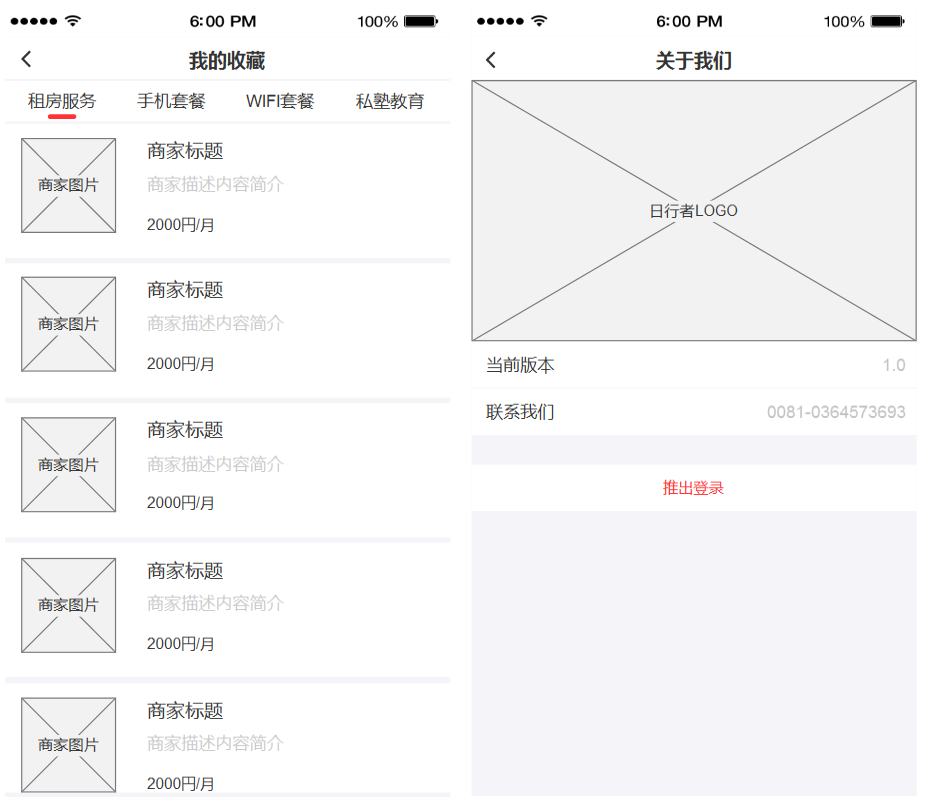 6:00 PM 100%
我的收藏
租房服务 手机套餐 WIFI套餐 私塾教育
商家图片
商家标题
商家描述内容简介
2000円/月
商家图片
商家标题
商家描述内容简介
2000円/月
商家图片
商家标题
商家描述内容简介
2000円/月
商家图片
商家标题
商家描述内容简介
2000円/月
商家图片
商家标题
商家描述内容简介
2000円/月
6:00 PM 100%
关于我们
日行者LOGO
当前版本 1.0
联系我们 0081-0364573693
推出登录